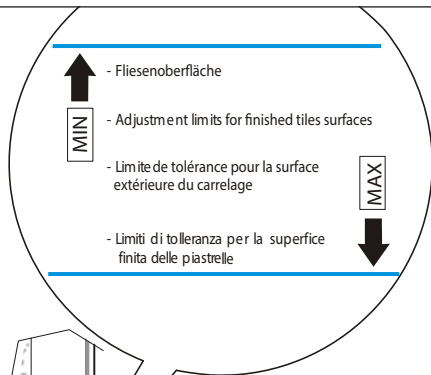 - Fliesenoberfläche
MIN
- Adjustment limits for finished tiles surfaces
- Limite de tolérance pour la surface
extérieure du carrelage
MAX
- Limiti di tolleranza per la superfice
finita delle piastrelle